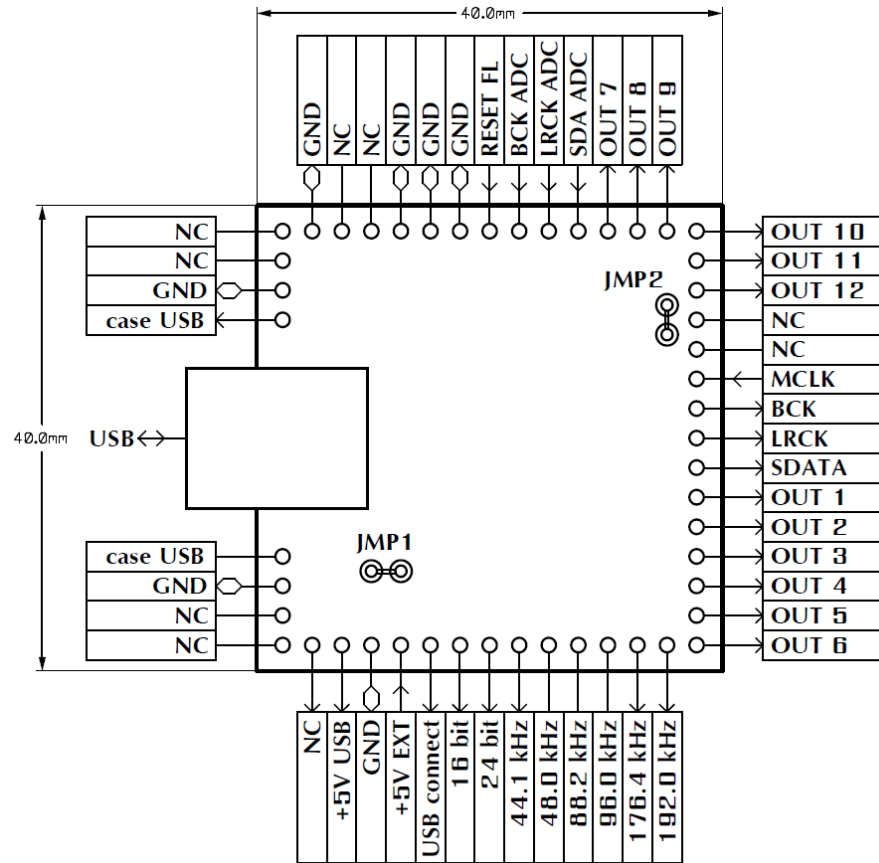 40.0mm
GND
NC
NC
GND
GND
GND
RESET FL
BCK ADC
LRCK ADC
SDA ADC
OUT 7
OUT 8
OUT 9
NC
NC
GND
case USB
40.0mm
USB
case USB
GND
NC
NC
JMP2
JMP1
OUT 10
OUT 11
OUT 12
NC
NC
MCLK
BCK
LRCK
SDATA
OUT 1
OUT 2
OUT 3
OUT 4
OUT 5
OUT 6
NC
+5V USB
GND
+5V EXT
USB connect
16 bit
24 bit
44.1 kHz
48.0 kHz
88.2 kHz
96.0 kHz
176.4 kHz
192.0 kHz